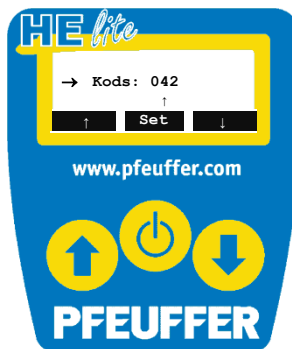 HE lite
→ Kods: 042
↑
↑ Set ↓
www.pfeuffer.com
PFEUFFER